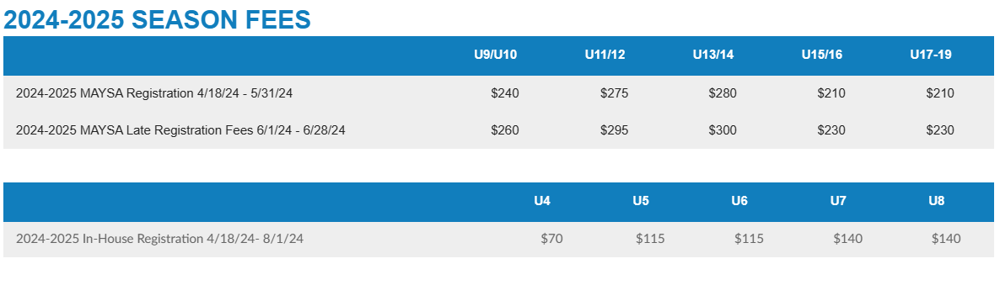 2024-2025 SEASON FEES
U9/U10 U11/12 U13/14 U15/16 U17-19
2024-2025 MAYSA Registration 4/18/24 - 5/31/24 $240 $275 $280 $210 $210
2024-2025 MAYSA Late Registration Fees 6/1/24 - 6/28/24 $260 $295 $300 $230 $230
U4 U5 U6 U7 U8
2024-2025 In-House Registration 4/18/24- 8/1/24 $70 $115 $115 $140 $140